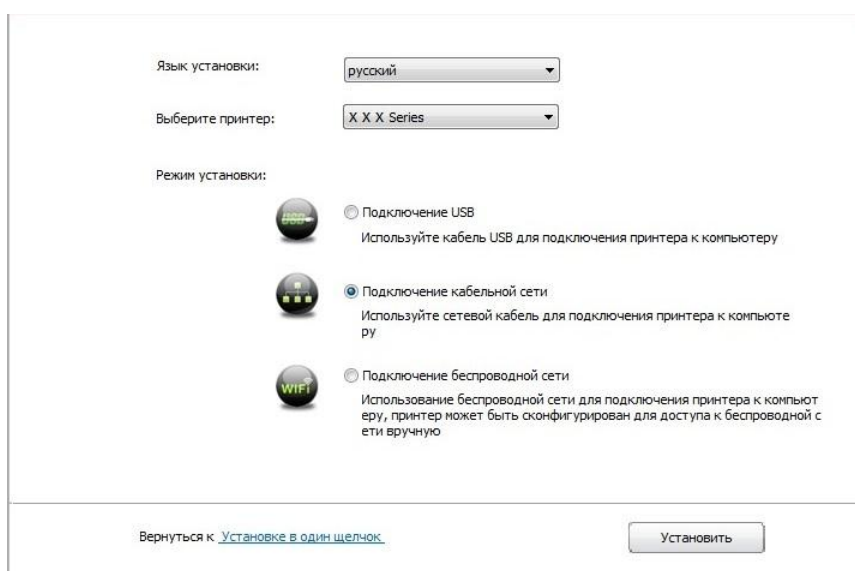 Язык установки:
русский
Выберите принтер:
X X X Series
Режим установки:
USB
Подключение USB
Используйте кабель USB для подключения принтера к компьютеру
Подключение кабельной сети
Используйте сетевой кабель для подключения принтера к компьюте
ру
WiFi
Подключение беспроводной сети
Использование беспроводной сети для подключения принтера к компьют
еру, принтер может быть сконфигурирован для доступа к беспроводной с
ети вручную
Вернуться к Установке в один щелчок
Установить